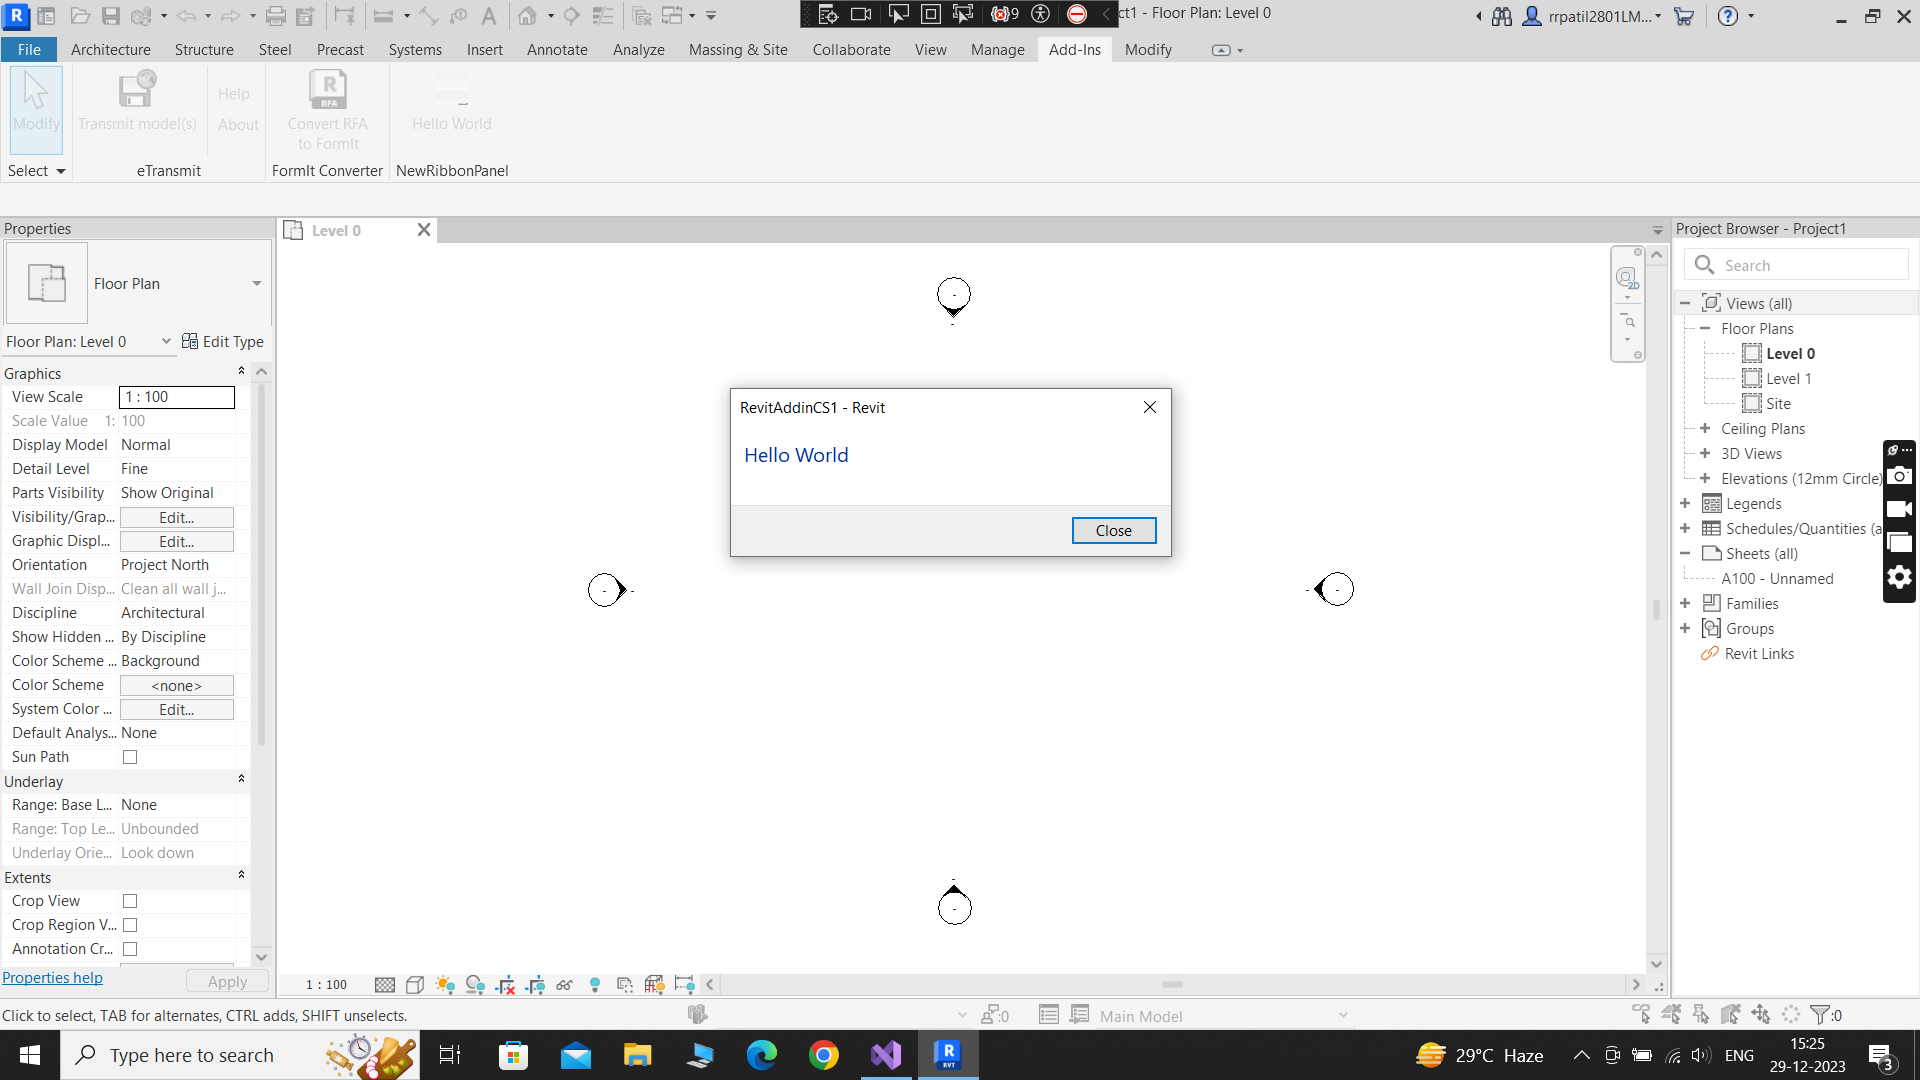 ct1 - Floor Plan: Level 0
rrpatil2801LM...
File Architecture Structure Steel Precast Systems Insert Annotate Analyze Massing & Site Collaborate View Manage Add-Ins Modify
Modify
Transmit model(s)
Help
About
Convert RFA
to FormIt
Hello World
Select
eTransmit
FormIt Converter
NewRibbonPanel
Properties
Level 0
Project Browser - Project1
Floor Plan
Floor Plan: Level 0
Edit Type
Graphics
View Scale 1 : 100
Scale Value 1: 100
Display Model Normal
Detail Level Fine
Parts Visibility Show Original
Visibility/Grap... Edit...
Graphic Displ... Edit...
Orientation Project North
Wall Join Disp... Clean all wall j...
Discipline Architectural
Show Hidden ... By Discipline
Color Scheme ... Background
Color Scheme <none>
System Color ... Edit...
Default Analys... None
Sun Path
Underlay
Range: Base L... None
Range: Top Le... Unbounded
Underlay Orie... Look down
Extents
Crop View
Crop Region V...
Annotation Cr...
Properties help
Apply
RevitAddinCS1 - Revit
Hello World
Close
2D
Search
Views (all)
Floor Plans
Level 0
Level 1
Site
Ceiling Plans
3D Views
Elevations (12mm Circle)
Legends
Schedules/Quantities (a
Sheets (all)
A100 - Unnamed
Families
Groups
Revit Links
1 : 100
Click to select, TAB for alternates, CTRL adds, SHIFT unselects.
:0
Main Model
:0
Type here to search
29°C Haze
ENG
15:25
29-12-2023
3
R
RFA
9
R
RVT